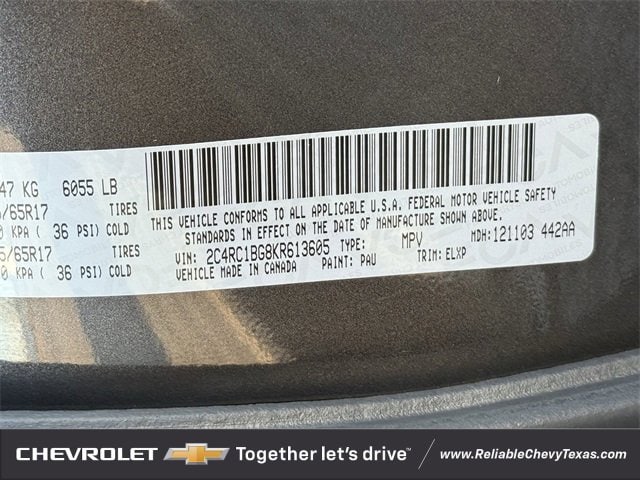 47 KG 6055 LB
/65R17 TIRES
KPA ( 36 PSI) COLD
5/65R17 TIRES
0 KPA ( 36 PSI) COLD
THIS VEHICLE CONFORMS TO ALL APPLICABLE U.S.A. FEDERAL MOTOR VEHICLE SAFETY
STANDARDS IN EFFECT ON THE DATE OF MANUFACTURE SHOWN ABOVE.
VIN: 2C4RC1BG8KR613605 TYPE: MPV MDH:121103 442AA
VEHICLE MADE IN CANADA PAINT: PAU TRIM: ELXP
CHEVROLET Together let's drive™ www.ReliableChevyTexas.com